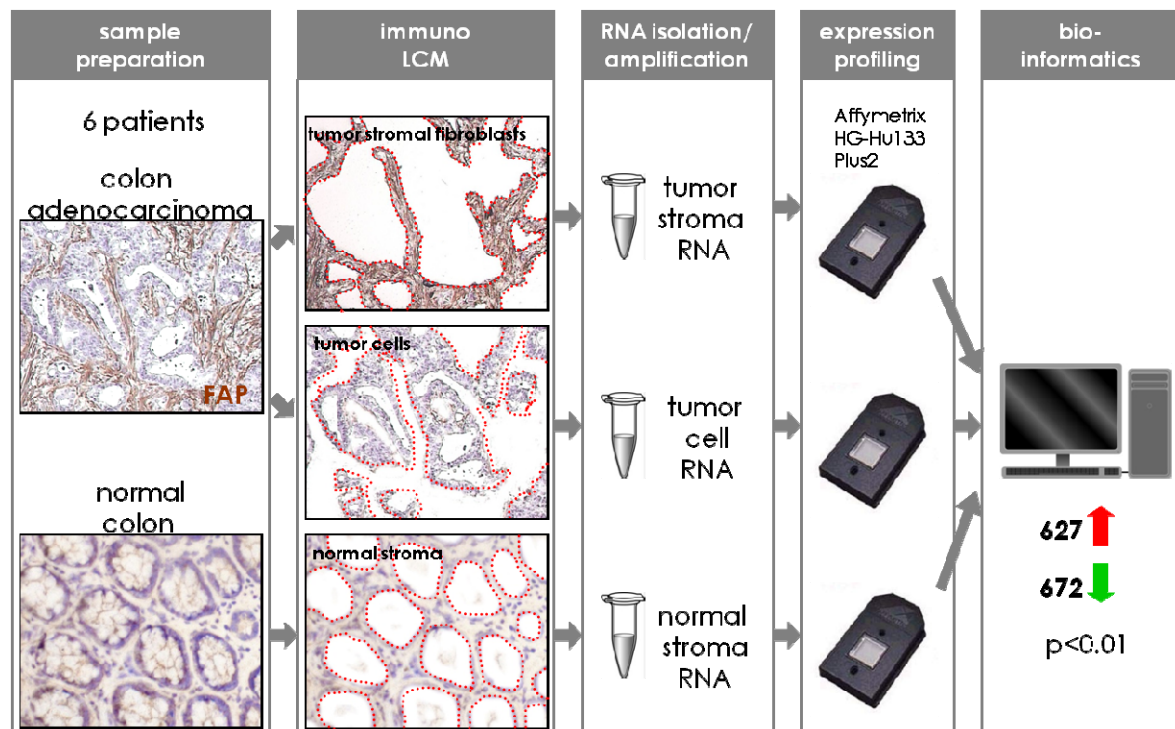 sample
preparation
immuno
LCM
RNA isolation/
amplification
expression
profiling
bio-
informatics
6 patients
colon
adenocarcinoma
FAP
normal
colon
tumor stromal fibroblasts
tumor cells
normal stroma
tumor
stroma
RNA
tumor
cell
RNA
normal
stroma
RNA
Affymetrix
HG-Hu133
Plus2
627
672
p<0.01